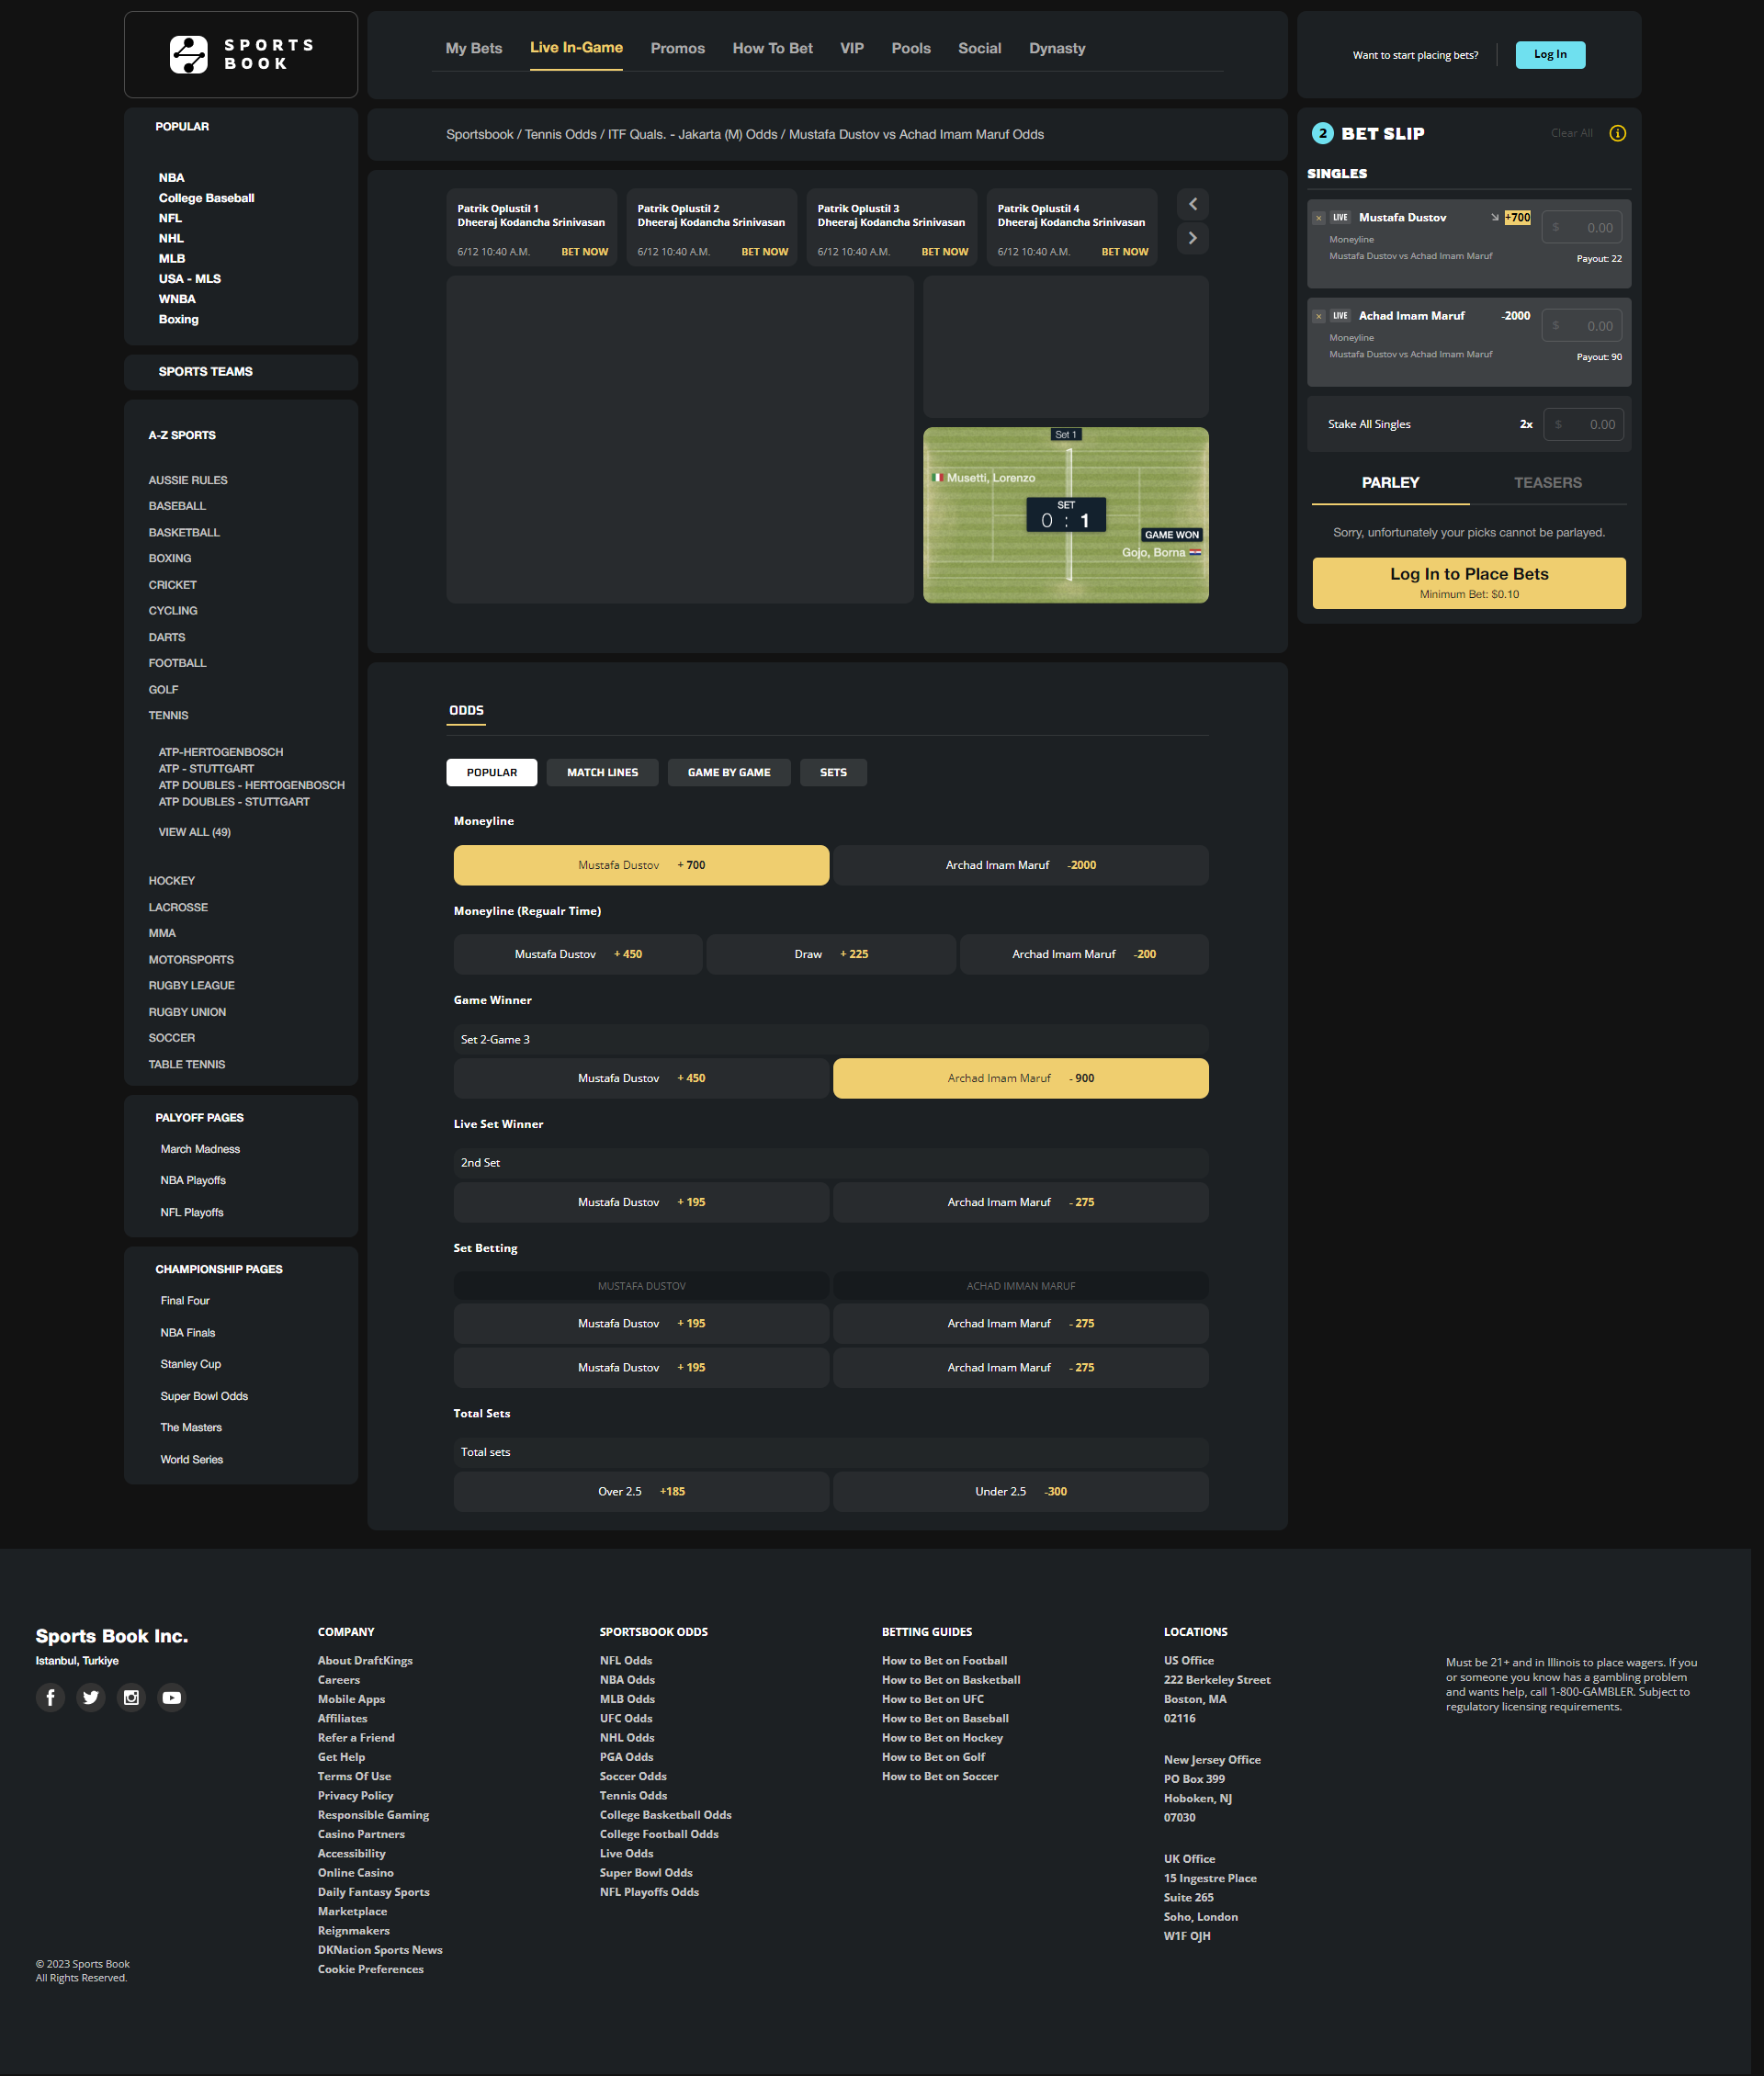 SPORTS
BOOK
My Bets
Live In-Game
Promos
How To Bet
VIP
Pools
Social
Dynasty
Want to start placing bets?
Log In
POPULAR
NBA
College Baseball
NFL
NHL
MLB
USA - MLS
WNBA
Boxing
SPORTS TEAMS
A-Z SPORTS
AUSSIE RULES
BASEBALL
BASKETBALL
BOXING
CRICKET
CYCLING
DARTS
FOOTBALL
GOLF
TENNIS
ATP-HERTOGENBOSCH
ATP - STUTTGART
ATP DOUBLES - HERTOGENBOSCH
ATP DOUBLES - STUTTGART
VIEW ALL (49)
HOCKEY
LACROSSE
MMA
MOTORSPORTS
RUGBY LEAGUE
RUGBY UNION
SOCCER
TABLE TENNIS
PALYOFF PAGES
March Madness
NBA Playoffs
NFL Playoffs
CHAMPIONSHIP PAGES
Final Four
NBA Finals
Stanley Cup
Super Bowl Odds
The Masters
World Series
Sportsbook / Tennis Odds / ITF Quals. - Jakarta (M) Odds / Mustafa Dustov vs Achad Imam Maruf Odds
Patrik Oplustil 1
Dheeraj Kodancha Srinivasan
6/12 10:40 A.M. BET NOW
Patrik Oplustil 2
Dheeraj Kodancha Srinivasan
6/12 10:40 A.M. BET NOW
Patrik Oplustil 3
Dheeraj Kodancha Srinivasan
6/12 10:40 A.M. BET NOW
Patrik Oplustil 4
Dheeraj Kodancha Srinivasan
6/12 10:40 A.M. BET NOW
Set 1
Musetti, Lorenzo
SET
0 : 1
GAME WON
Gojo, Borna
ODDS
POPULAR
MATCH LINES
GAME BY GAME
SETS
Moneyline
Mustafa Dustov + 700
Archad Imam Maruf -2000
Moneyline (Regualr Time)
Mustafa Dustov + 450
Draw + 225
Archad Imam Maruf -200
Game Winner
Set 2-Game 3
Mustafa Dustov + 450
Archad Imam Maruf - 900
Live Set Winner
2nd Set
Mustafa Dustov + 195
Archad Imam Maruf - 275
Set Betting
MUSTAFA DUSTOV
ACHAD IMMAN MARUF
Mustafa Dustov + 195
Archad Imam Maruf - 275
Mustafa Dustov + 195
Archad Imam Maruf - 275
Total Sets
Total sets
Over 2.5 +185
Under 2.5 -300
2 BET SLIP
Clear All
SINGLES
× LIVE Mustafa Dustov +700 $ 0.00
Moneyline
Mustafa Dustov vs Achad Imam Maruf
Payout: 22
× LIVE Achad Imam Maruf -2000 $ 0.00
Moneyline
Mustafa Dustov vs Achad Imam Maruf
Payout: 90
Stake All Singles 2x $ 0.00
PARLEY
TEASERS
Sorry, unfortunately your picks cannot be parlayed.
Log In to Place Bets
Minimum Bet: $0.10
Sports Book Inc.
Istanbul, Turkiye
© 2023 Sports Book
All Rights Reserved.
COMPANY
About DraftKings
Careers
Mobile Apps
Affiliates
Refer a Friend
Get Help
Terms Of Use
Privacy Policy
Responsible Gaming
Casino Partners
Accessibility
Online Casino
Daily Fantasy Sports
Marketplace
Reignmakers
DKNation Sports News
Cookie Preferences
SPORTSBOOK ODDS
NFL Odds
NBA Odds
MLB Odds
UFC Odds
NHL Odds
PGA Odds
Soccer Odds
Tennis Odds
College Basketball Odds
College Football Odds
Live Odds
Super Bowl Odds
NFL Playoffs Odds
BETTING GUIDES
How to Bet on Football
How to Bet on Basketball
How to Bet on UFC
How to Bet on Baseball
How to Bet on Hockey
How to Bet on Golf
How to Bet on Soccer
LOCATIONS
US Office
222 Berkeley Street
Boston, MA
02116
New Jersey Office
PO Box 399
Hoboken, NJ
07030
UK Office
15 Ingestre Place
Suite 265
Soho, London
W1F OJH
Must be 21+ and in Illinois to place wagers. If you
or someone you know has a gambling problem
and wants help, call 1-800-GAMBLER. Subject to
regulatory licensing requirements.